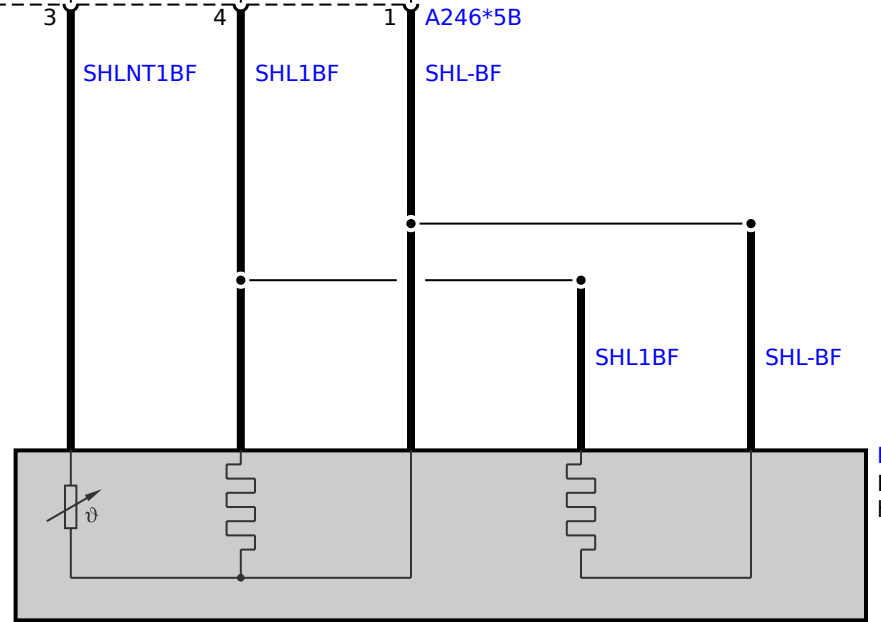 3
4
1
A246*5B
SHLNT1BF
SHL1BF
SHL-BF
SHL1BF
SHL-BF
ϑ